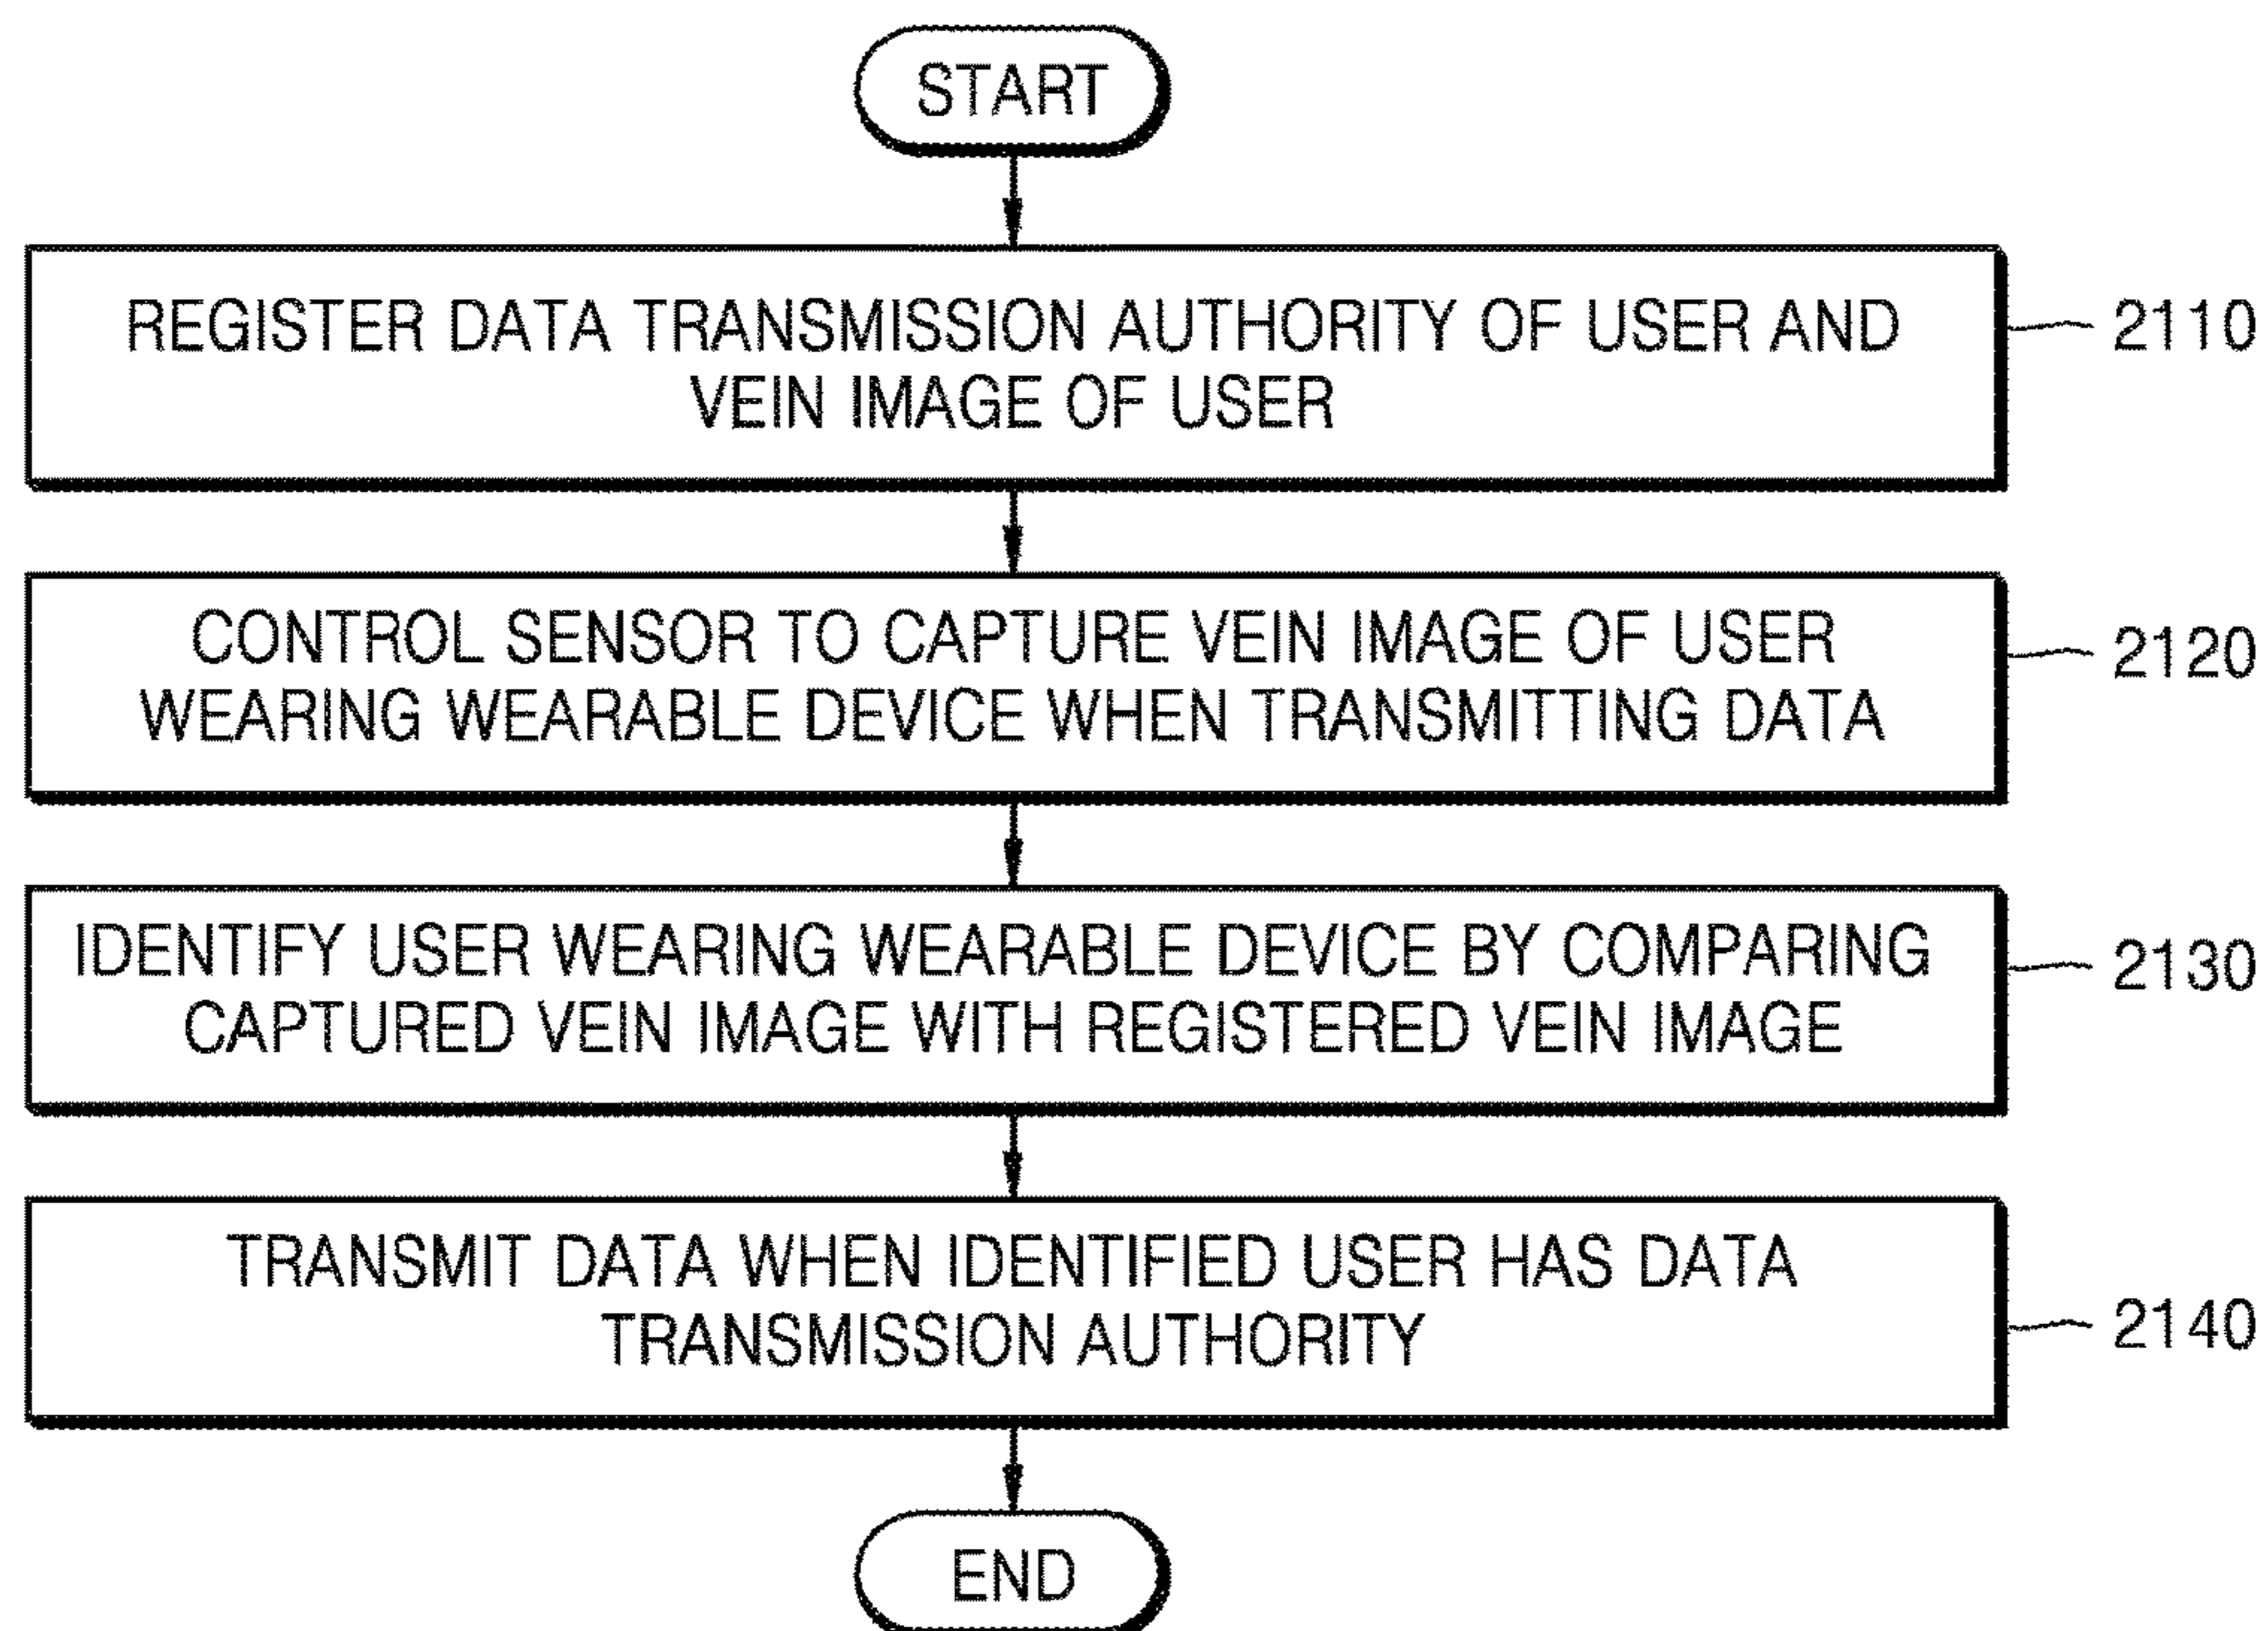 START
REGISTER DATA TRANSMISSION AUTHORITY OF USER AND
VEIN IMAGE OF USER
2110
CONTROL SENSOR TO CAPTURE VEIN IMAGE OF USER
WEARING WEARABLE DEVICE WHEN TRANSMITTING DATA
2120
IDENTIFY USER WEARING WEARABLE DEVICE BY COMPARING
CAPTURED VEIN IMAGE WITH REGISTERED VEIN IMAGE
2130
TRANSMIT DATA WHEN IDENTIFIED USER HAS DATA
TRANSMISSION AUTHORITY
2140
END